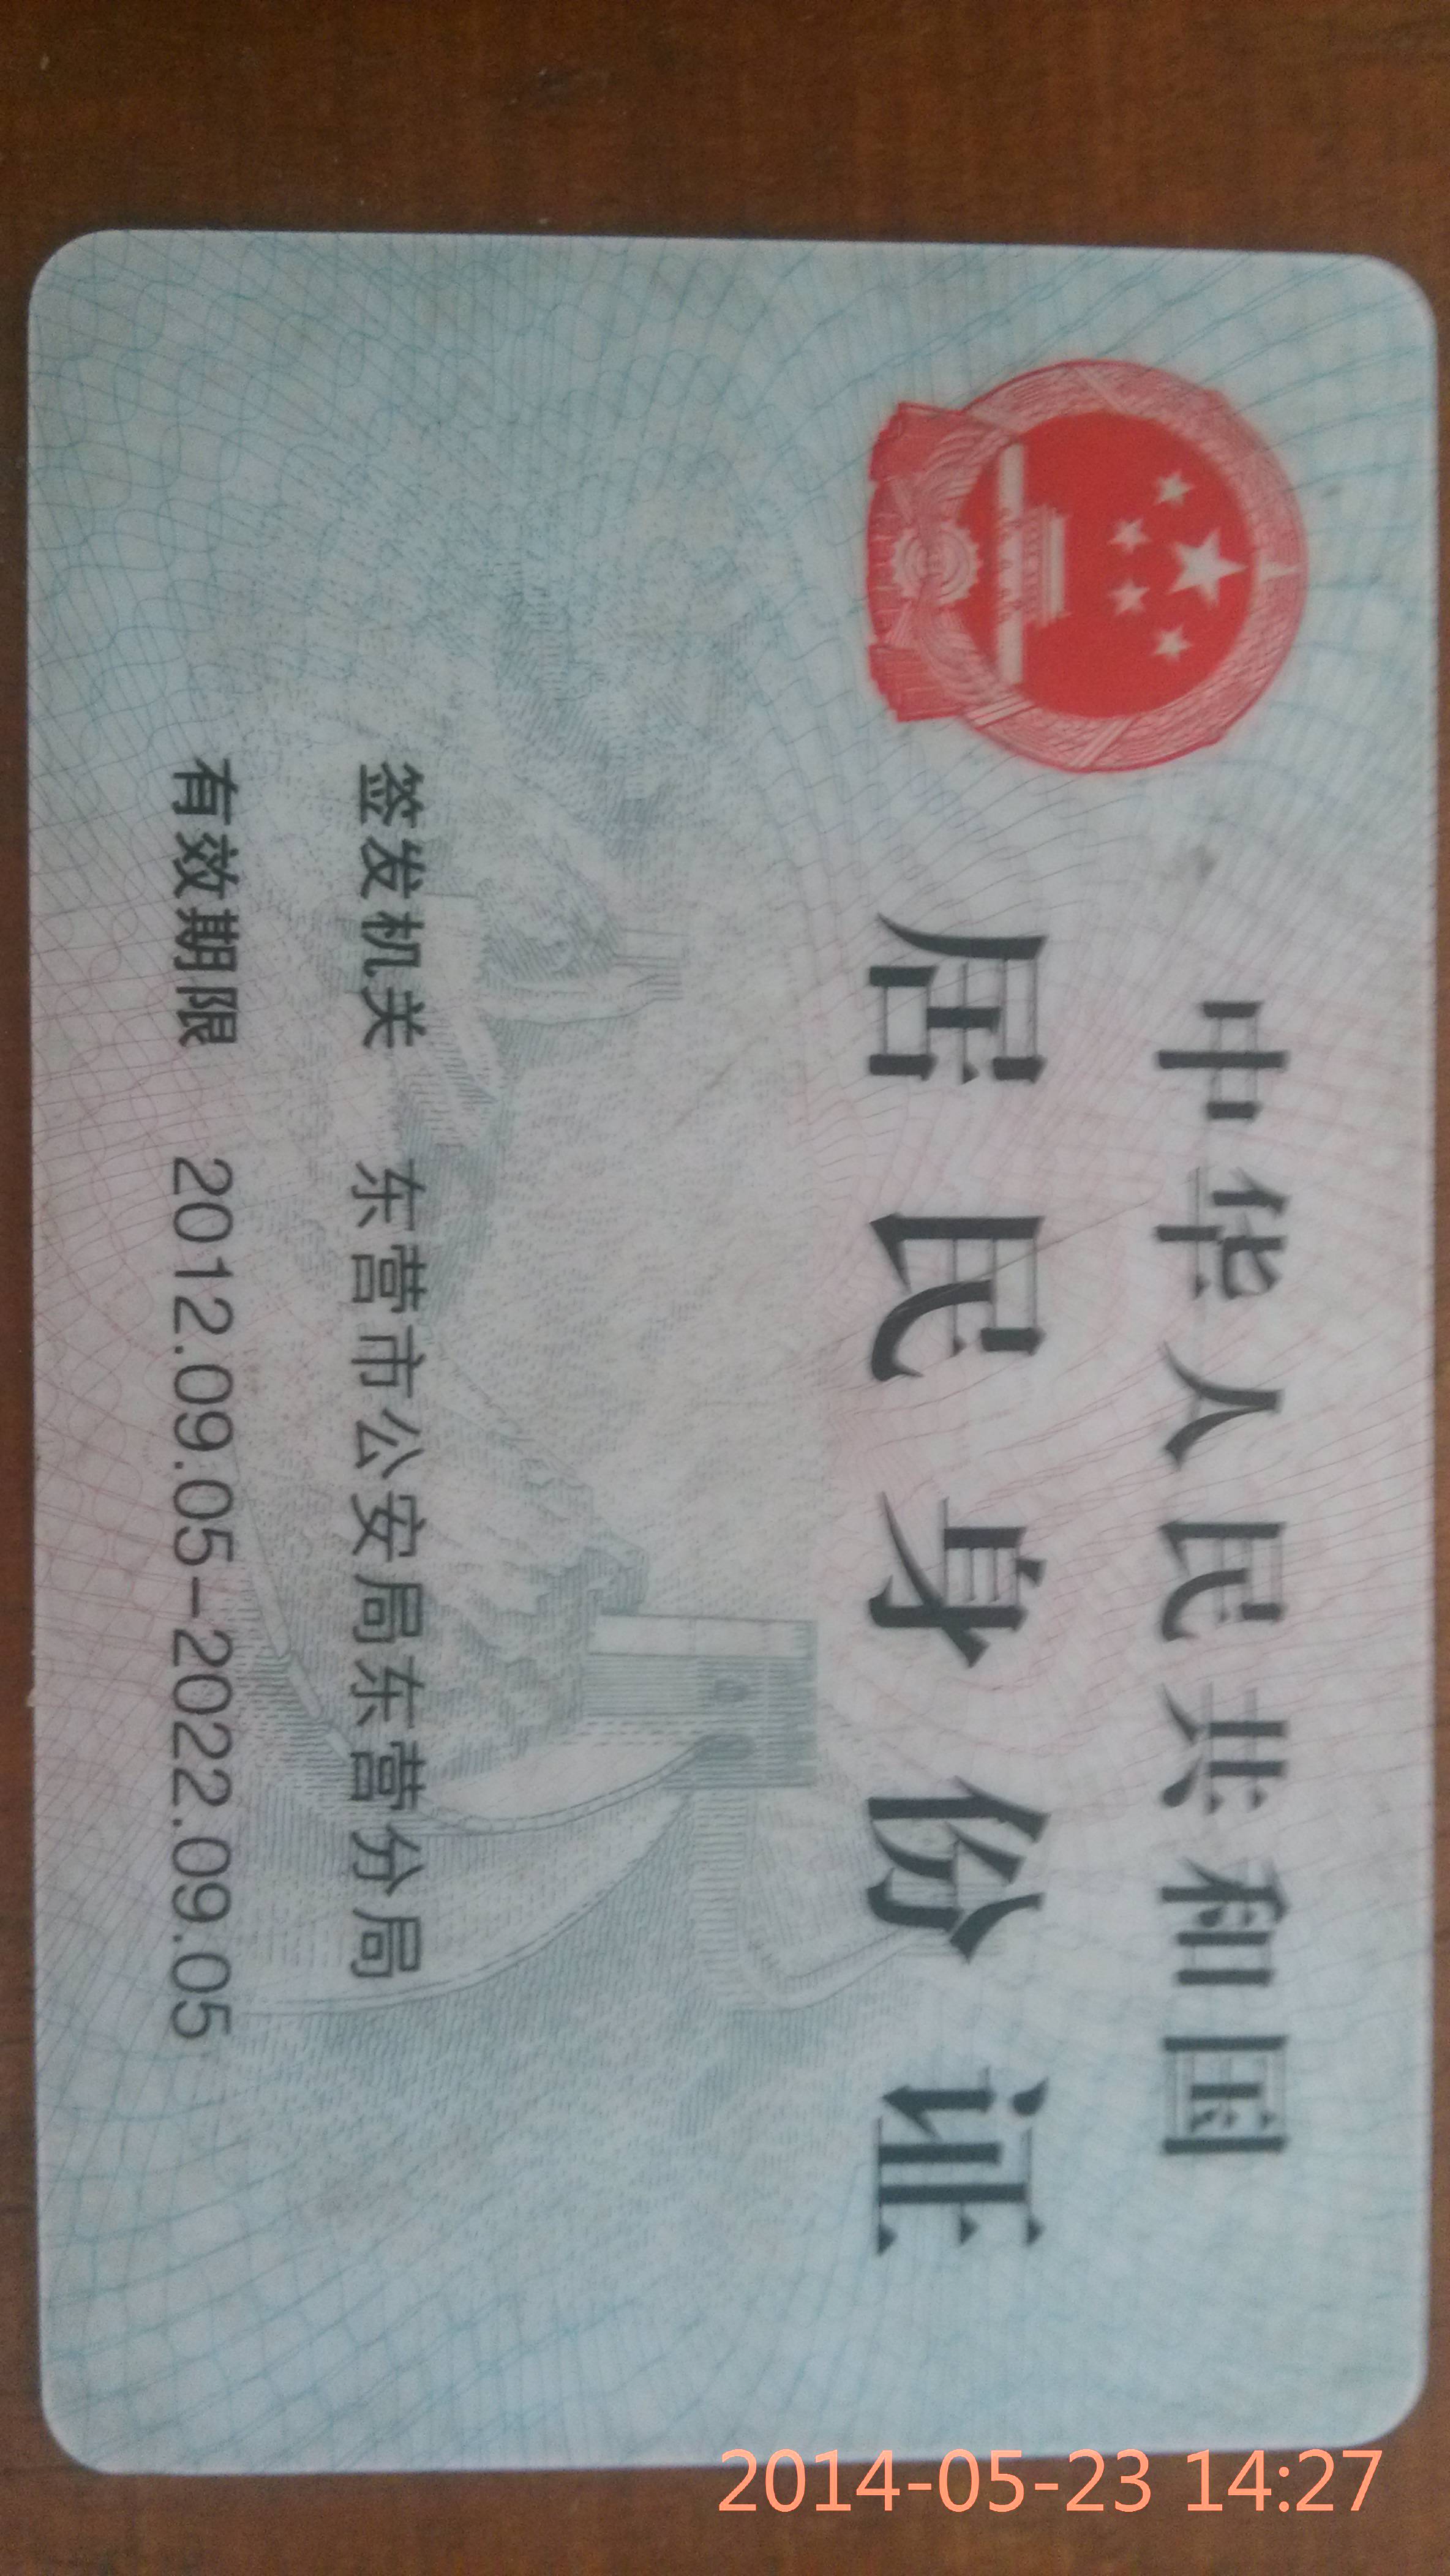 中华人民共和国
居民身份证
签发机关 东营市公安局东营分局
有效期限 2012.09.05-2022.09.05
2014-05-23 14:27